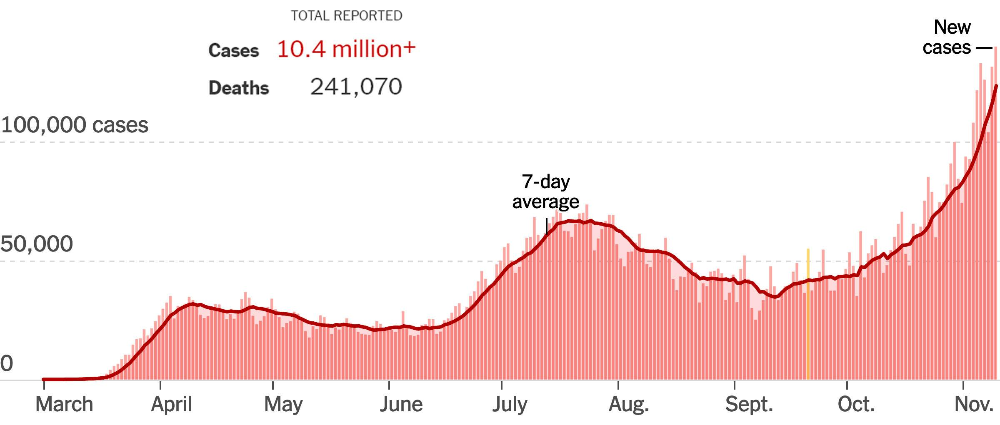 TOTAL REPORTED
Cases 10.4 million+
Deaths 241,070
New
cases
100,000 cases
7-day
average
50,000
0
March April May June July Aug. Sept. Oct. Nov.